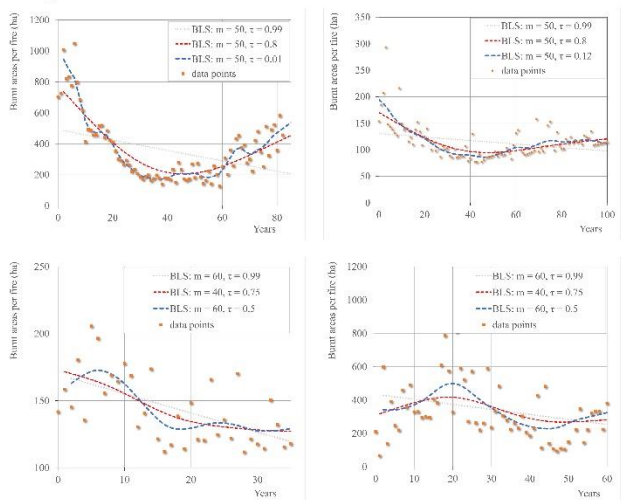 Burnt areas per fire (ha)
1200
1000
800
600
400
200
0
0
20
40
60
80
Years
BLS: m = 50, τ = 0.99
BLS: m = 50, τ = 0.8
BLS: m = 50, τ = 0.01
data points
Burnt areas per fire (ha)
350
300
250
200
150
100
50
0
0
20
40
60
80
100
Years
BLS: m = 50, τ = 0.99
BLS: m = 50, τ = 0.8
BLS: m = 50, τ = 0.12
data points
Burnt areas per fire (ha)
250
200
150
100
0
10
20
30
Years
BLS: m = 60, τ = 0.99
BLS: m = 40, τ = 0.75
BLS: m = 60, τ = 0.5
data points
Burnt areas per fire (ha)
1200
1000
800
600
400
200
0
0
10
20
30
40
50
60
Years
BLS: m = 60, τ = 0.99
BLS: m = 40, τ = 0.75
BLS: m = 60, τ = 0.5
data points